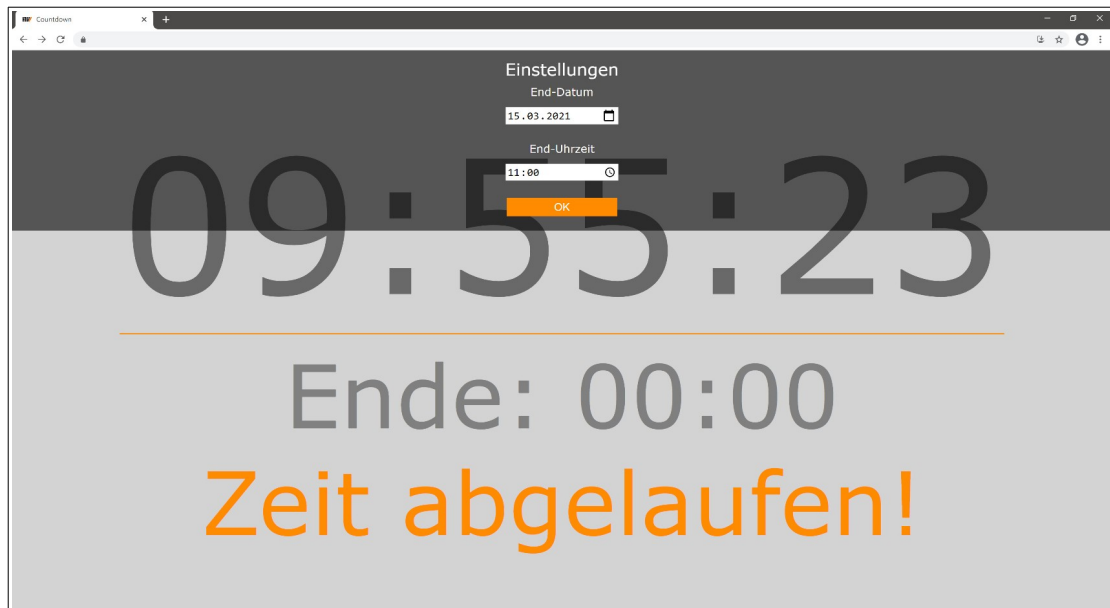 Countdown
Einstellungen
End-Datum
15.03.2021
End-Uhrzeit
11:00
OK
09:55:23
Ende: 00:00
Zeit abgelaufen!